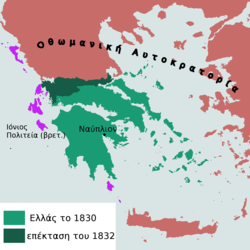 Οθωμανική Αυτοκρατορία
Ιόνιος
Πολιτεία (βρετ.)
Ναύπλιον
Ελλάς το 1830
επέκταση του 1832